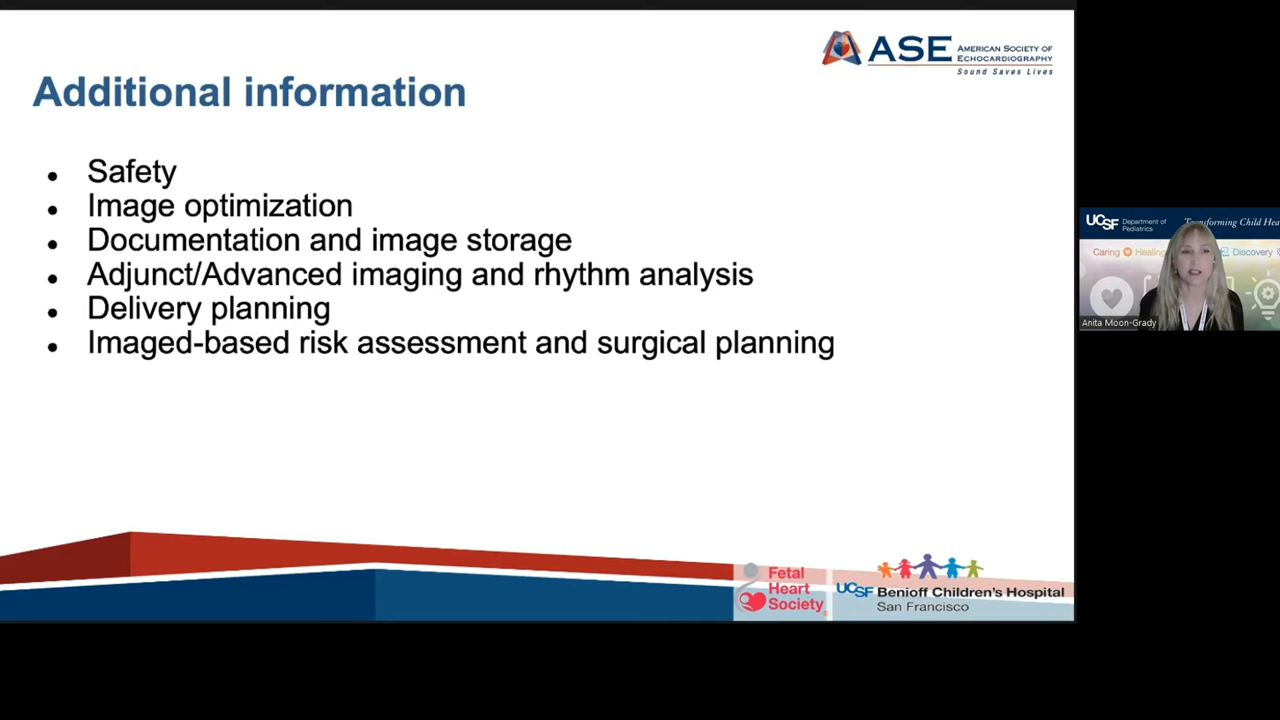 ASE AMERICAN SOCIETY OF
ECHOCARDIOGRAPHY
Sound Saves Lives
Additional information
• Safety
• Image optimization
• Documentation and image storage
• Adjunct/Advanced imaging and rhythm analysis
• Delivery planning
• Imaged-based risk assessment and surgical planning
Fetal
Heart
Society
UCSF Benioff Children's Hospital
San Francisco
UCSF Department of
Pediatrics
Transforming Child Hea
Caring Healing
Discovery
Anita Moon-Grady